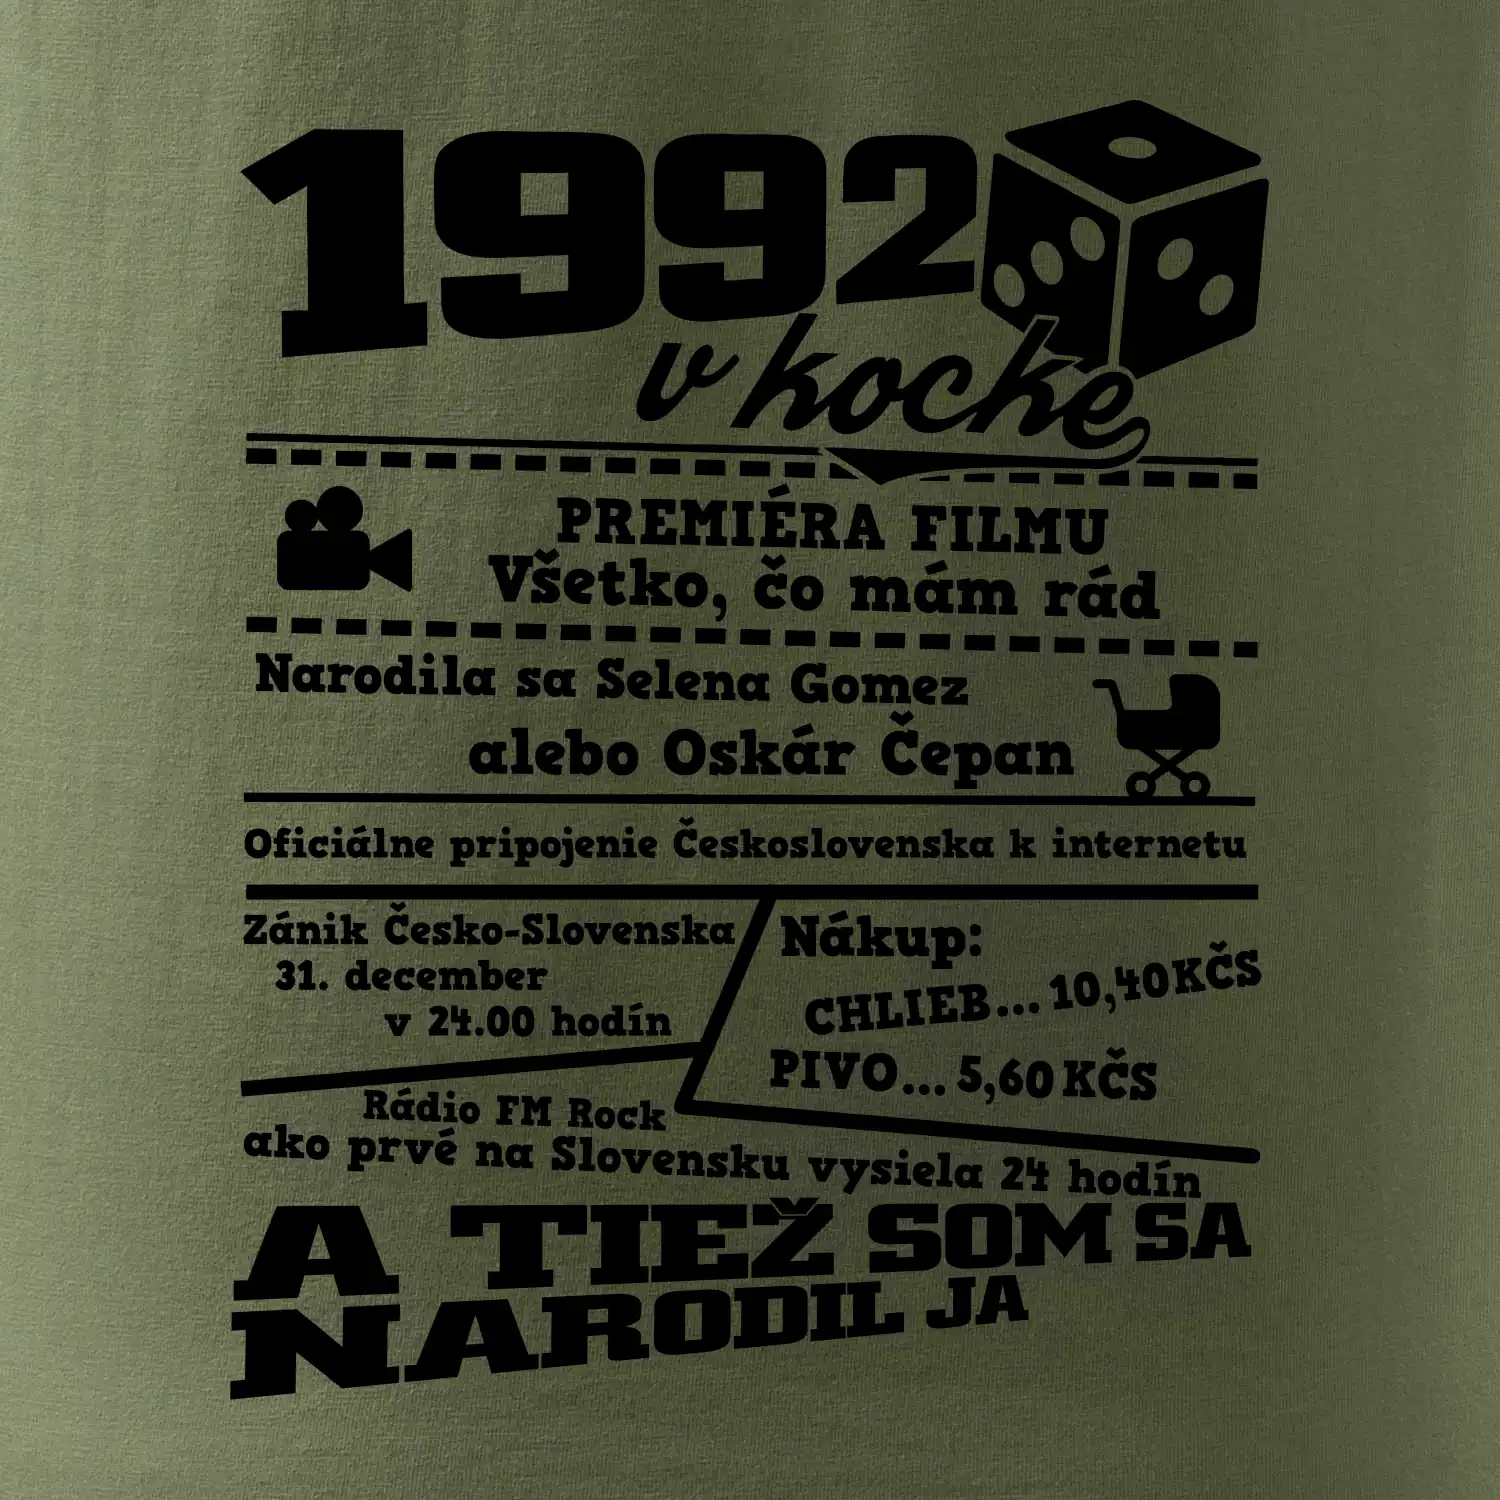 1992
v kocke
PREMIÉRA FILMU
Všetko, čo mám rád
Narodila sa Selena Gomez
alebo Oskár Čepan
Oficiálne pripojenie Československa k internetu
Zánik Česko-Slovenska
31. december
v 24.00 hodín
Nákup:
CHLIEB... 10,40KČS
PIVO... 5,60KČS
Rádio FM Rock
ako prvé na Slovensku vysiela 24 hodín
A TIEŽ SOM SA
NARODIL JA